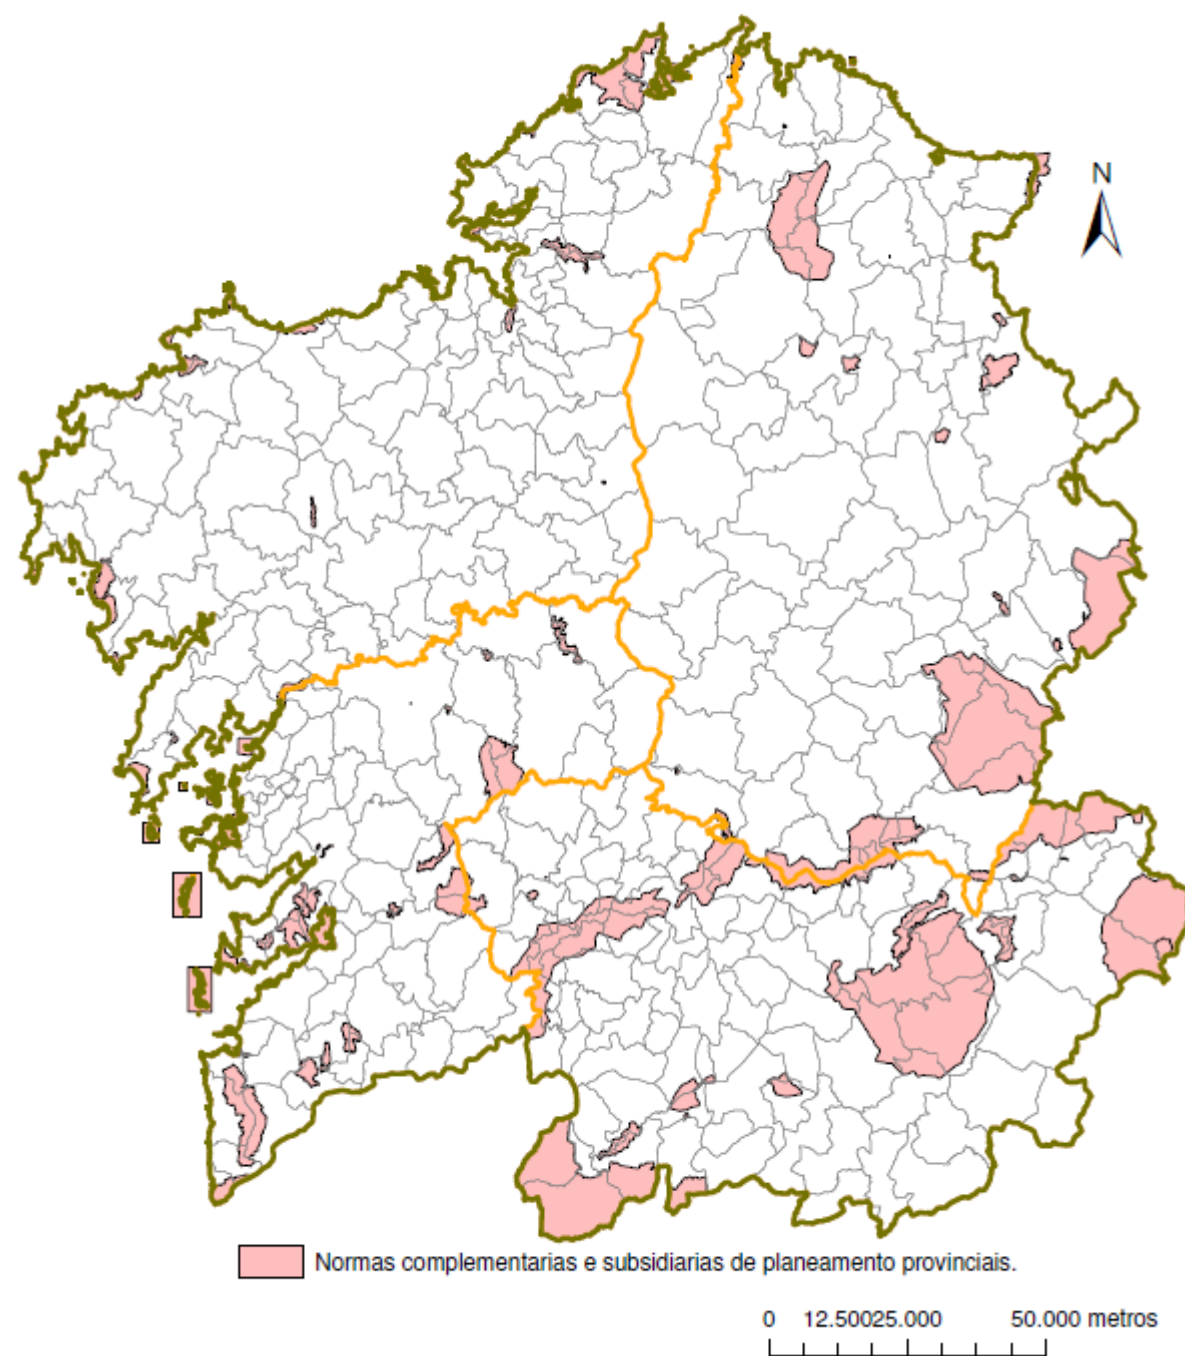 N
Normas complementarias e subsidiarias de planeamento provinciais.
0 12.50025.000 50.000 metros